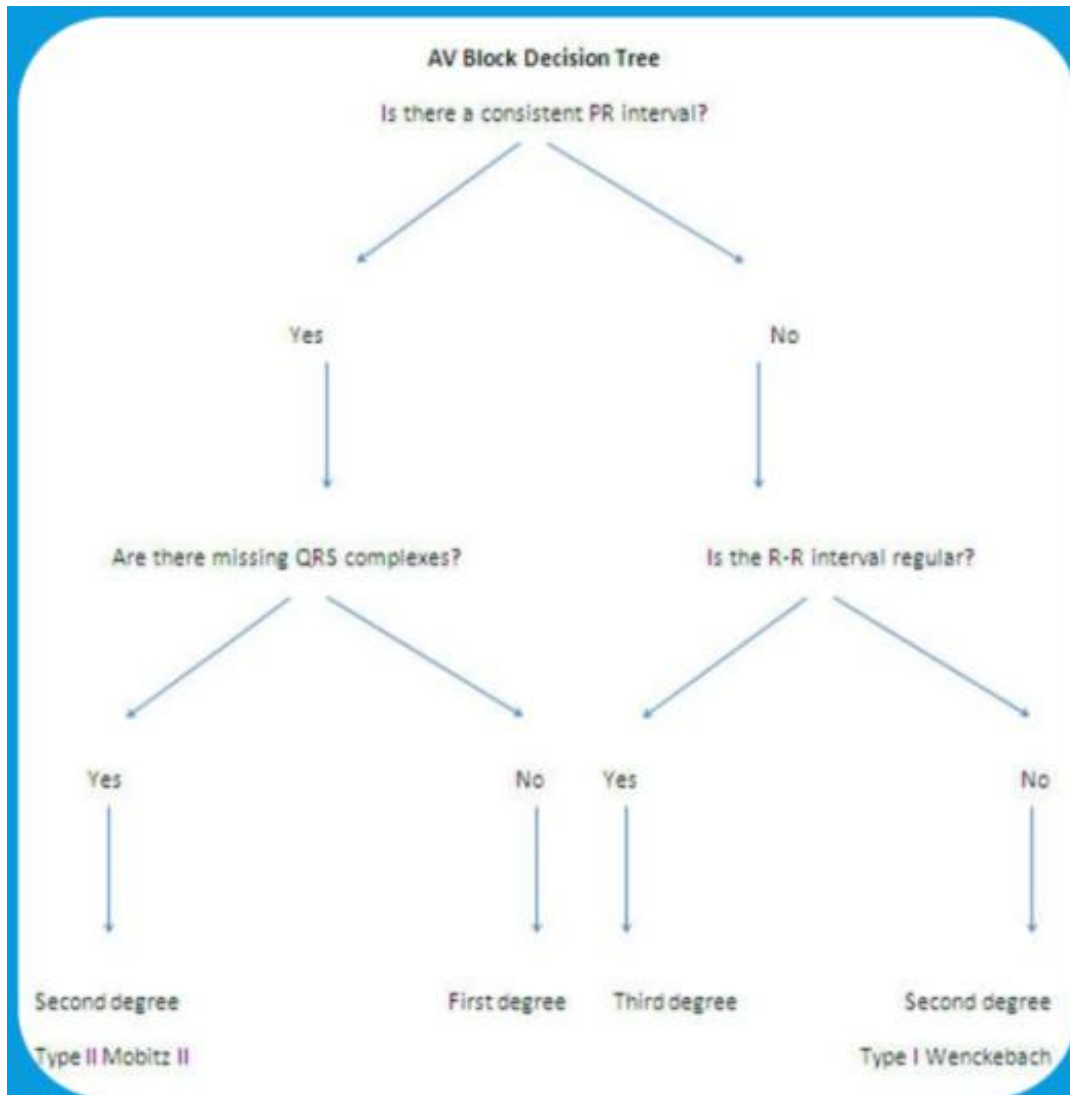 AV Block Decision Tree
Is there a consistent PR interval?
Yes
No
Are there missing QRS complexes?
Is the R-R interval regular?
Yes
No
Yes
No
Second degree
Type II Mobitz II
First degree
Third degree
Second degree
Type I Wenckebach